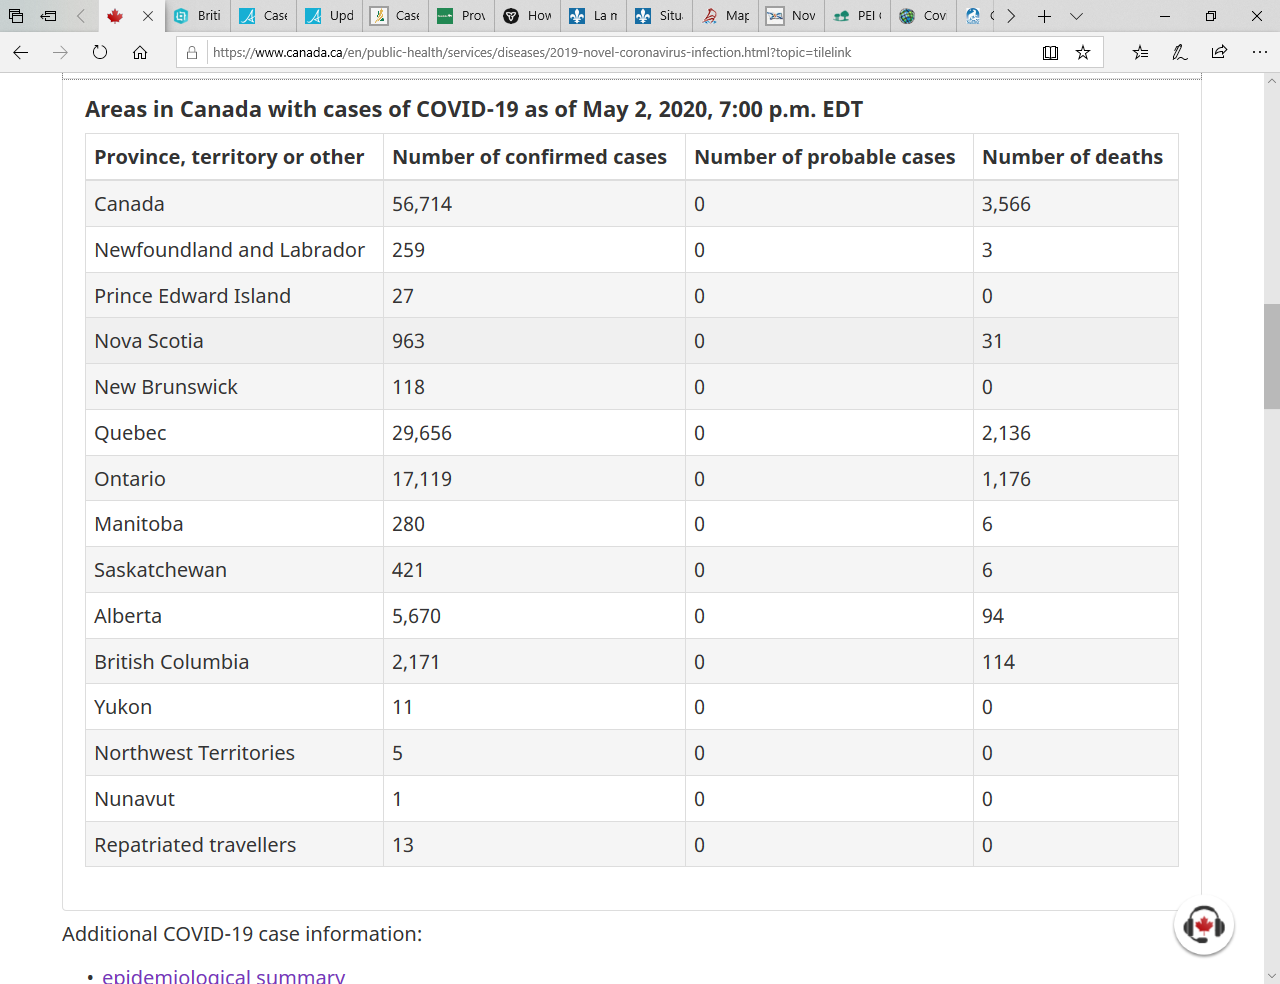 Briti
Case
Upd
Case
Prov
How
La m
Situ
Map
Nov
PEI
Cov
https://www.canada.ca/en/public-health/services/diseases/2019-novel-coronavirus-infection.html?topic=tilelink
Areas in Canada with cases of COVID-19 as of May 2, 2020, 7:00 p.m. EDT
Province, territory or other Number of confirmed cases Number of probable cases Number of deaths
Canada 56,714 0 3,566
Newfoundland and Labrador 259 0 3
Prince Edward Island 27 0 0
Nova Scotia 963 0 31
New Brunswick 118 0 0
Quebec 29,656 0 2,136
Ontario 17,119 0 1,176
Manitoba 280 0 6
Saskatchewan 421 0 6
Alberta 5,670 0 94
British Columbia 2,171 0 114
Yukon 11 0 0
Northwest Territories 5 0 0
Nunavut 1 0 0
Repatriated travellers 13 0 0
Additional COVID-19 case information:
• epidemiological summary